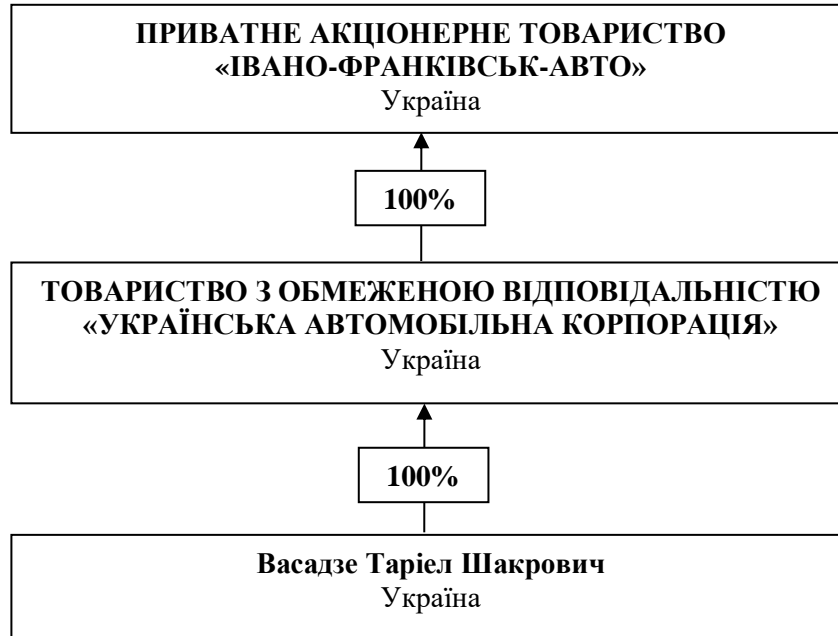 ПРИВАТНЕ АКЦІОНЕРНЕ ТОВАРИСТВО
«ІВАНО-ФРАНКІВСЬК-АВТО»
Україна
100%
ТОВАРИСТВО З ОБМЕЖЕНОЮ ВІДПОВІДАЛЬНІСТЮ
«УКРАЇНСЬКА АВТОМОБІЛЬНА КОРПОРАЦІЯ»
Україна
100%
Васадзе Таріел Шакрович
Україна